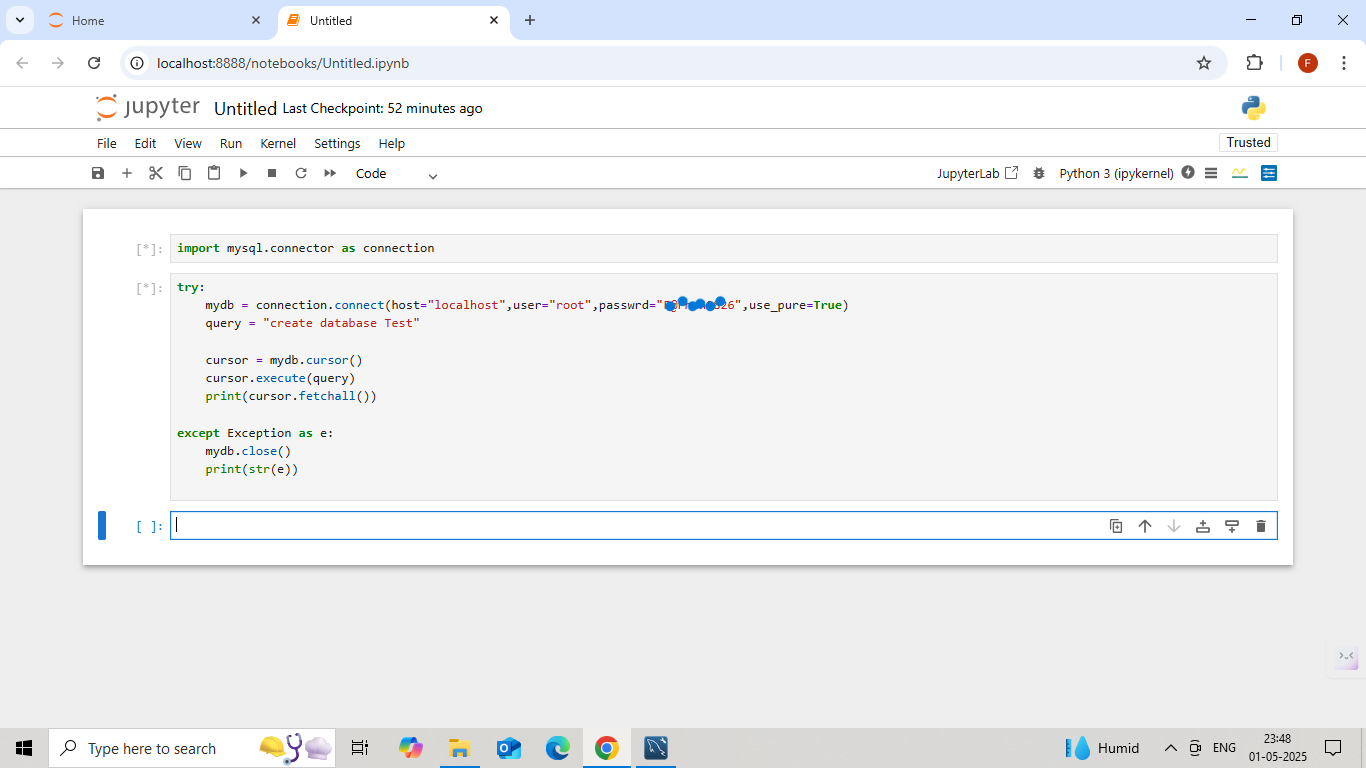 Home
Untitled
localhost:8888/notebooks/Untitled.ipynb
F
jupyter Untitled Last Checkpoint: 52 minutes ago
File Edit View Run Kernel Settings Help
Trusted
Code
JupyterLab
Python 3 (ipykernel)
[*]: import mysql.connector as connection
[*]: try:
mydb = connection.connect(host="localhost",user="root",passwrd=" ",use_pure=True)
query = "create database Test"
cursor = mydb.cursor()
cursor.execute(query)
print(cursor.fetchall())
except Exception as e:
mydb.close()
print(str(e))
[ ]:
Type here to search
Humid
ENG
23:48
01-05-2025